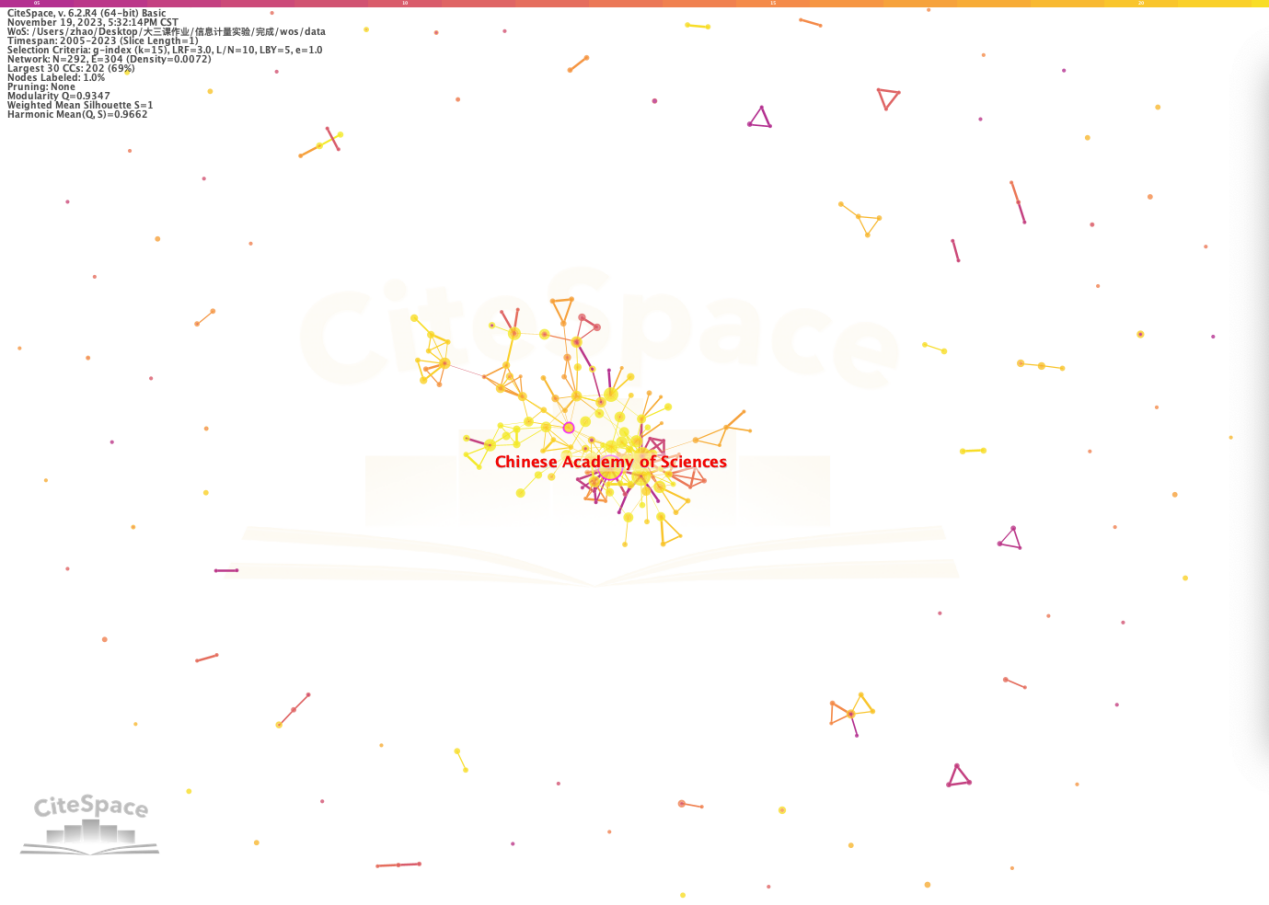 05 10 15 20
CiteSpace, v. 6.2.R4 (64-bit) Basic
November 19, 2023, 5:32:14PM CST
WoS: /Users/zhao/Desktop/大三课作业/信息计量实验/完成/wos/data
Timespan: 2005-2023 (Slice Length=1)
Selection Criteria: g-index (k=15), LRF=3.0, L/N=10, LBY=5, e=1.0
Network: N=292, E=304 (Density=0.0072)
Largest 30 CCs: 202 (69%)
Nodes Labeled: 1.0%
Pruning: None
Modularity Q=0.9347
Weighted Mean Silhouette S=1
Harmonic Mean(Q, S)=0.9662
CiteSpace
Chinese Academy of Sciences
CiteSpace